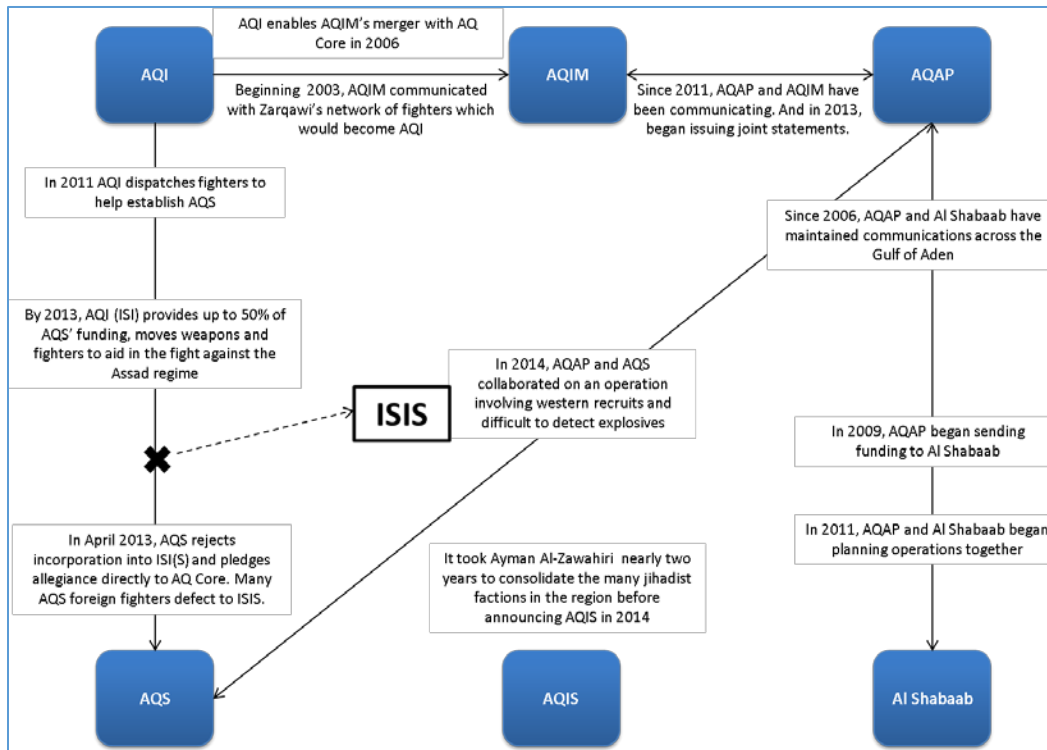 AQI enables AQIM's merger with AQ
Core in 2006
AQI
AQIM
AQAP
Beginning 2003, AQIM communicated
with Zarqawi's network of fighters which
would become AQI
Since 2011, AQAP and AQIM have
been communicating. And in 2013,
began issuing joint statements.
In 2011 AQI dispatches fighters to
help establish AQS
Since 2006, AQAP and Al Shabaab have
maintained communications across the
Gulf of Aden
By 2013, AQI (ISI) provides up to 50% of
AQS' funding, moves weapons and
fighters to aid in the fight against the
Assad regime
ISIS
In 2014, AQAP and AQS
collaborated on an operation
involving western recruits and
difficult to detect explosives
In 2009, AQAP began sending
funding to Al Shabaab
In April 2013, AQS rejects
incorporation into ISI(S) and pledges
allegiance directly to AQ Core. Many
AQS foreign fighters defect to ISIS.
It took Ayman Al-Zawahiri nearly two
years to consolidate the many jihadist
factions in the region before
announcing AQIS in 2014
In 2011, AQAP and Al Shabaab began
planning operations together
AQS
AQIS
Al Shabaab